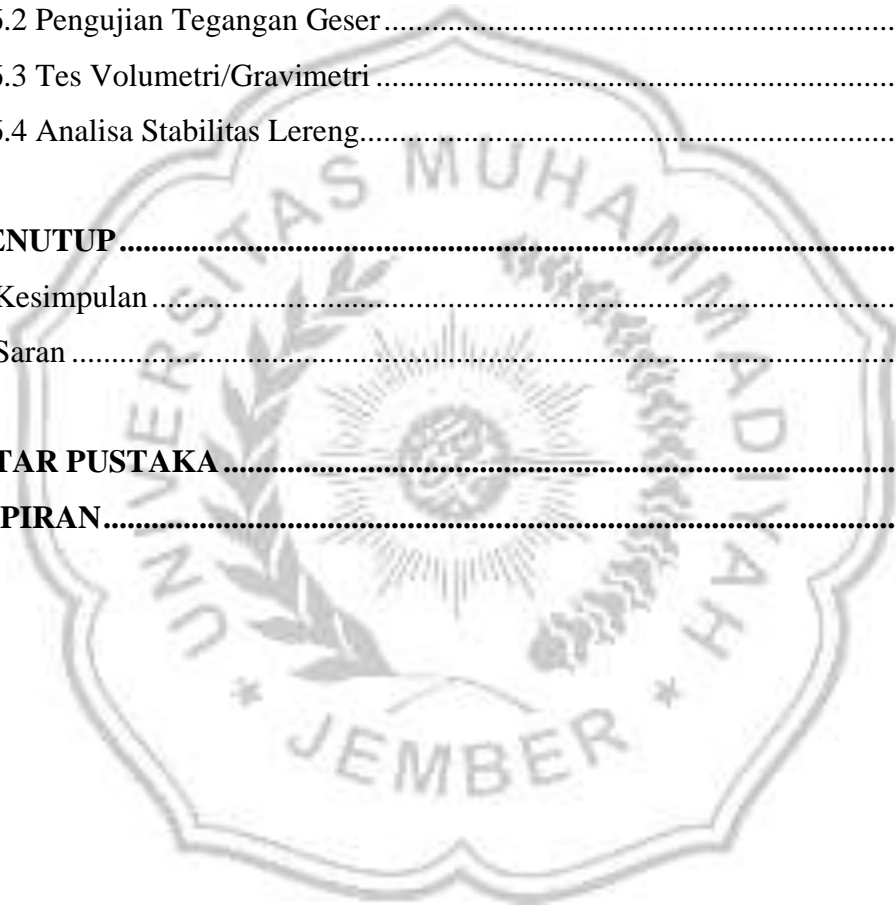 5.2 Pengujian Tegangan Geser
5.3 Tes Volumetri/Gravimetri
5.4 Analisa Stabilitas Lereng
ENUTUP
Kesimpulan
Saran
TAR PUSTAKA
PIRAN
UNIVERSITAS MUHAMMADIYAH
* JEMBER *